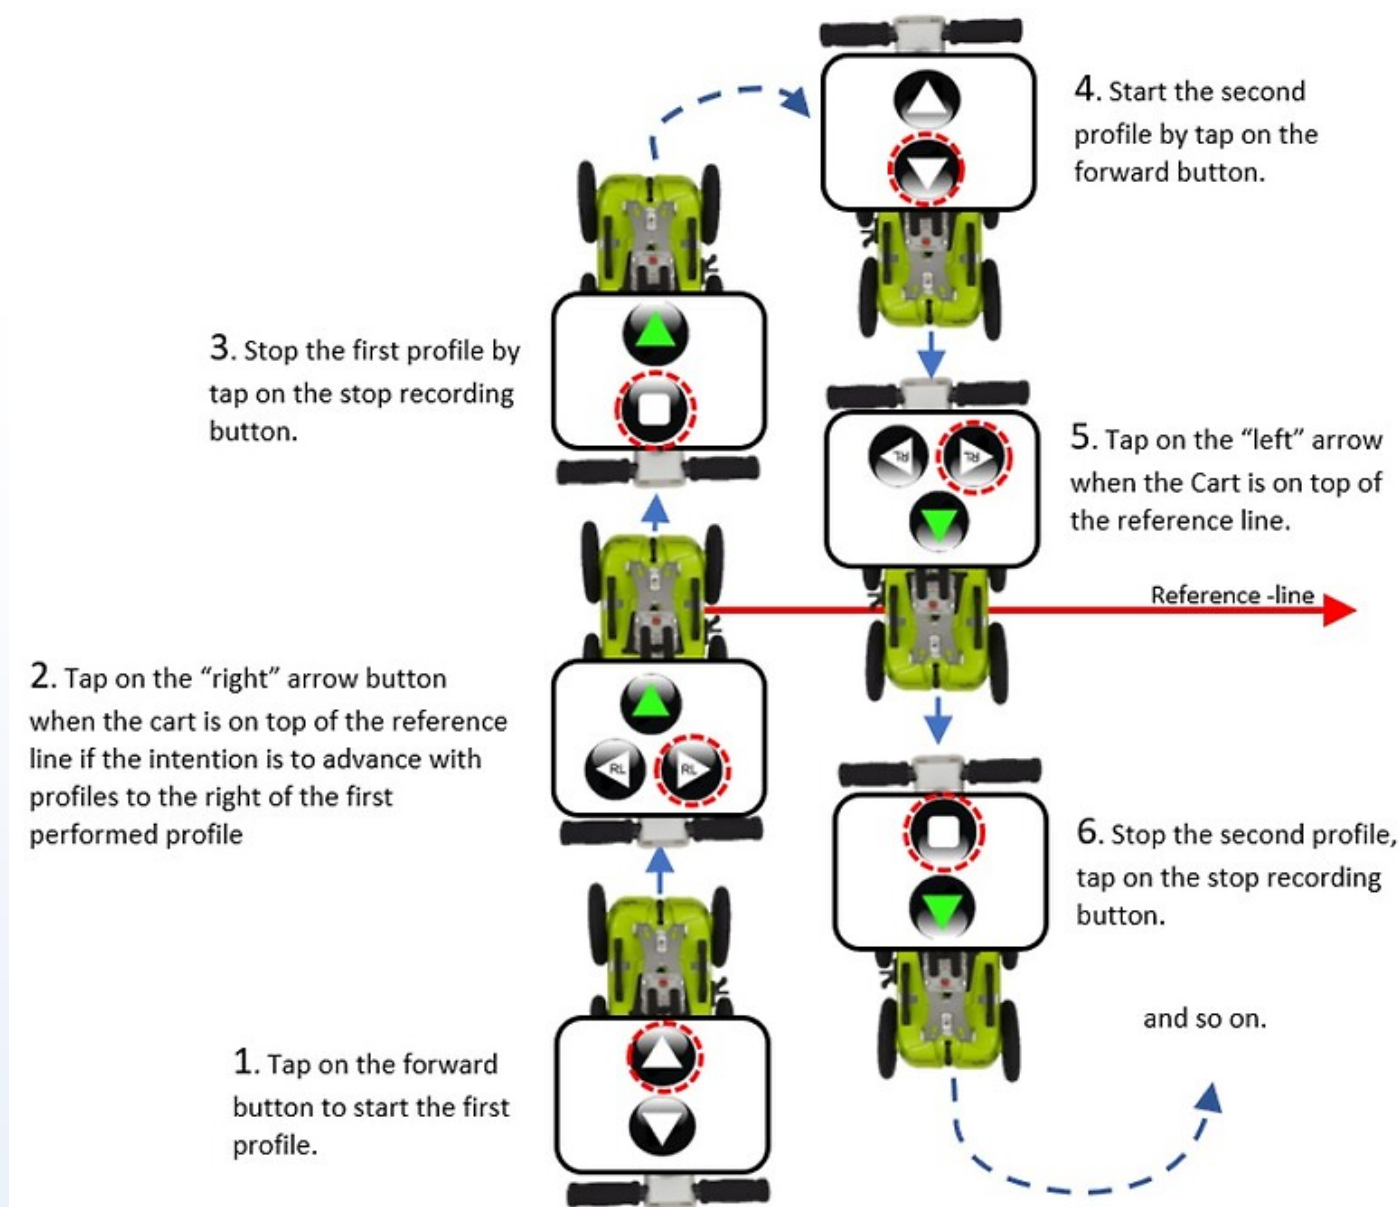 4. Start the second
profile by tap on the
forward button.
3. Stop the first profile by
tap on the stop recording
button.
RL
RL
5. Tap on the “left” arrow
when the Cart is on top of
the reference line.
Reference -line
2. Tap on the “right” arrow button
when the cart is on top of the reference
line if the intention is to advance with
profiles to the right of the first
performed profile
RL
RL
6. Stop the second profile,
tap on the stop recording
button.
and so on.
1. Tap on the forward
button to start the first
profile.